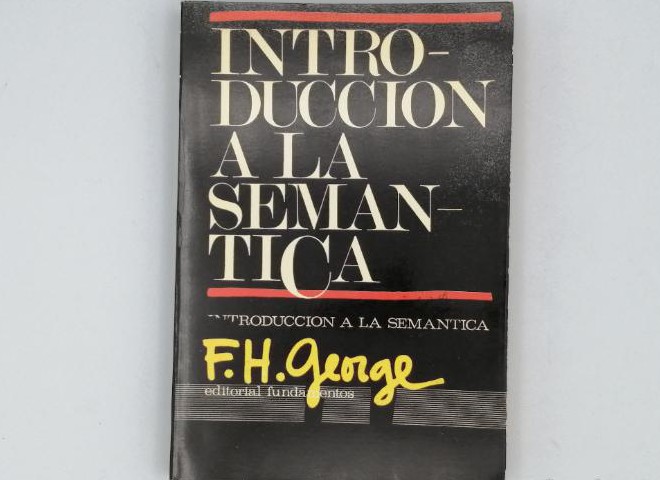 INTRO-
DUCCION
A LA
SEMAN-
TICA
INTRODUCCION A LA SEMANTICA
F.H. George
editorial fundamentos